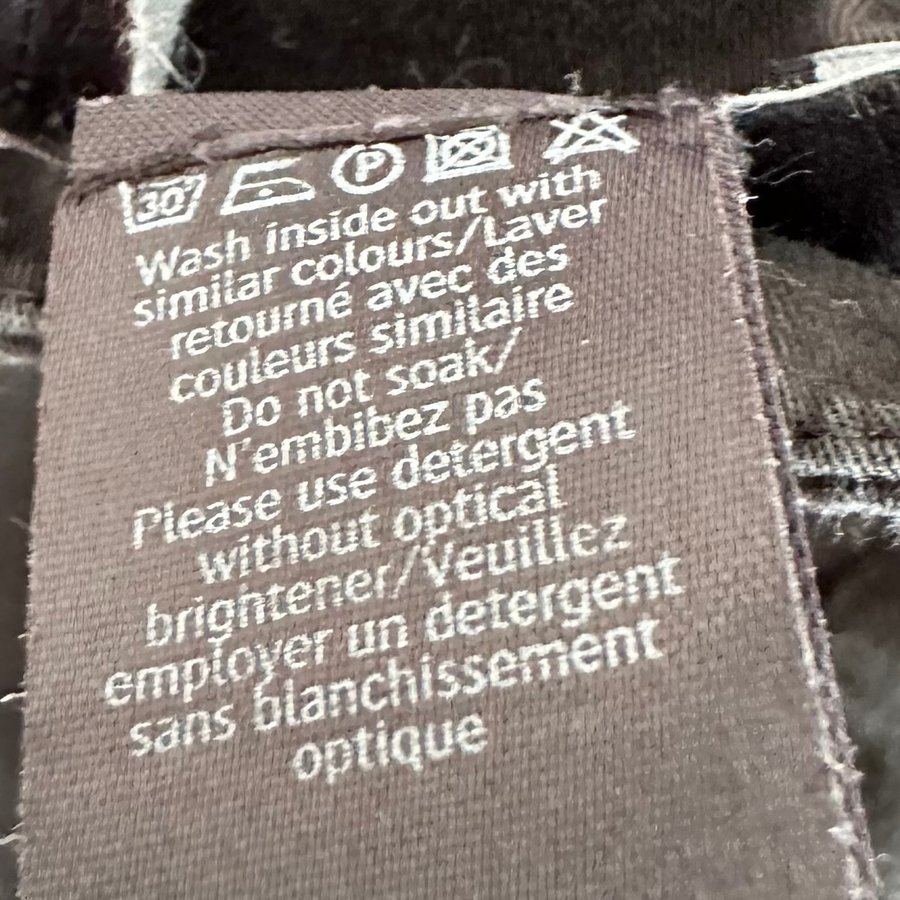 30° P
Wash inside out with
similar colours/Laver
retourné avec des
couleurs similaire
Do not soak/
N'embibez pas
Please use detergent
without optical
brightener/Veuillez
employer un detergent
sans blanchissement
optique